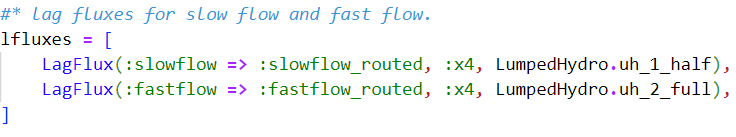 #* lag fluxes for slow flow and fast flow.
lfluxes = [
    LagFlux(:slowflow => :slowflow_routed, :x4, LumpedHydro.uh_1_half),
    LagFlux(:fastflow => :fastflow_routed, :x4, LumpedHydro.uh_2_full),
]